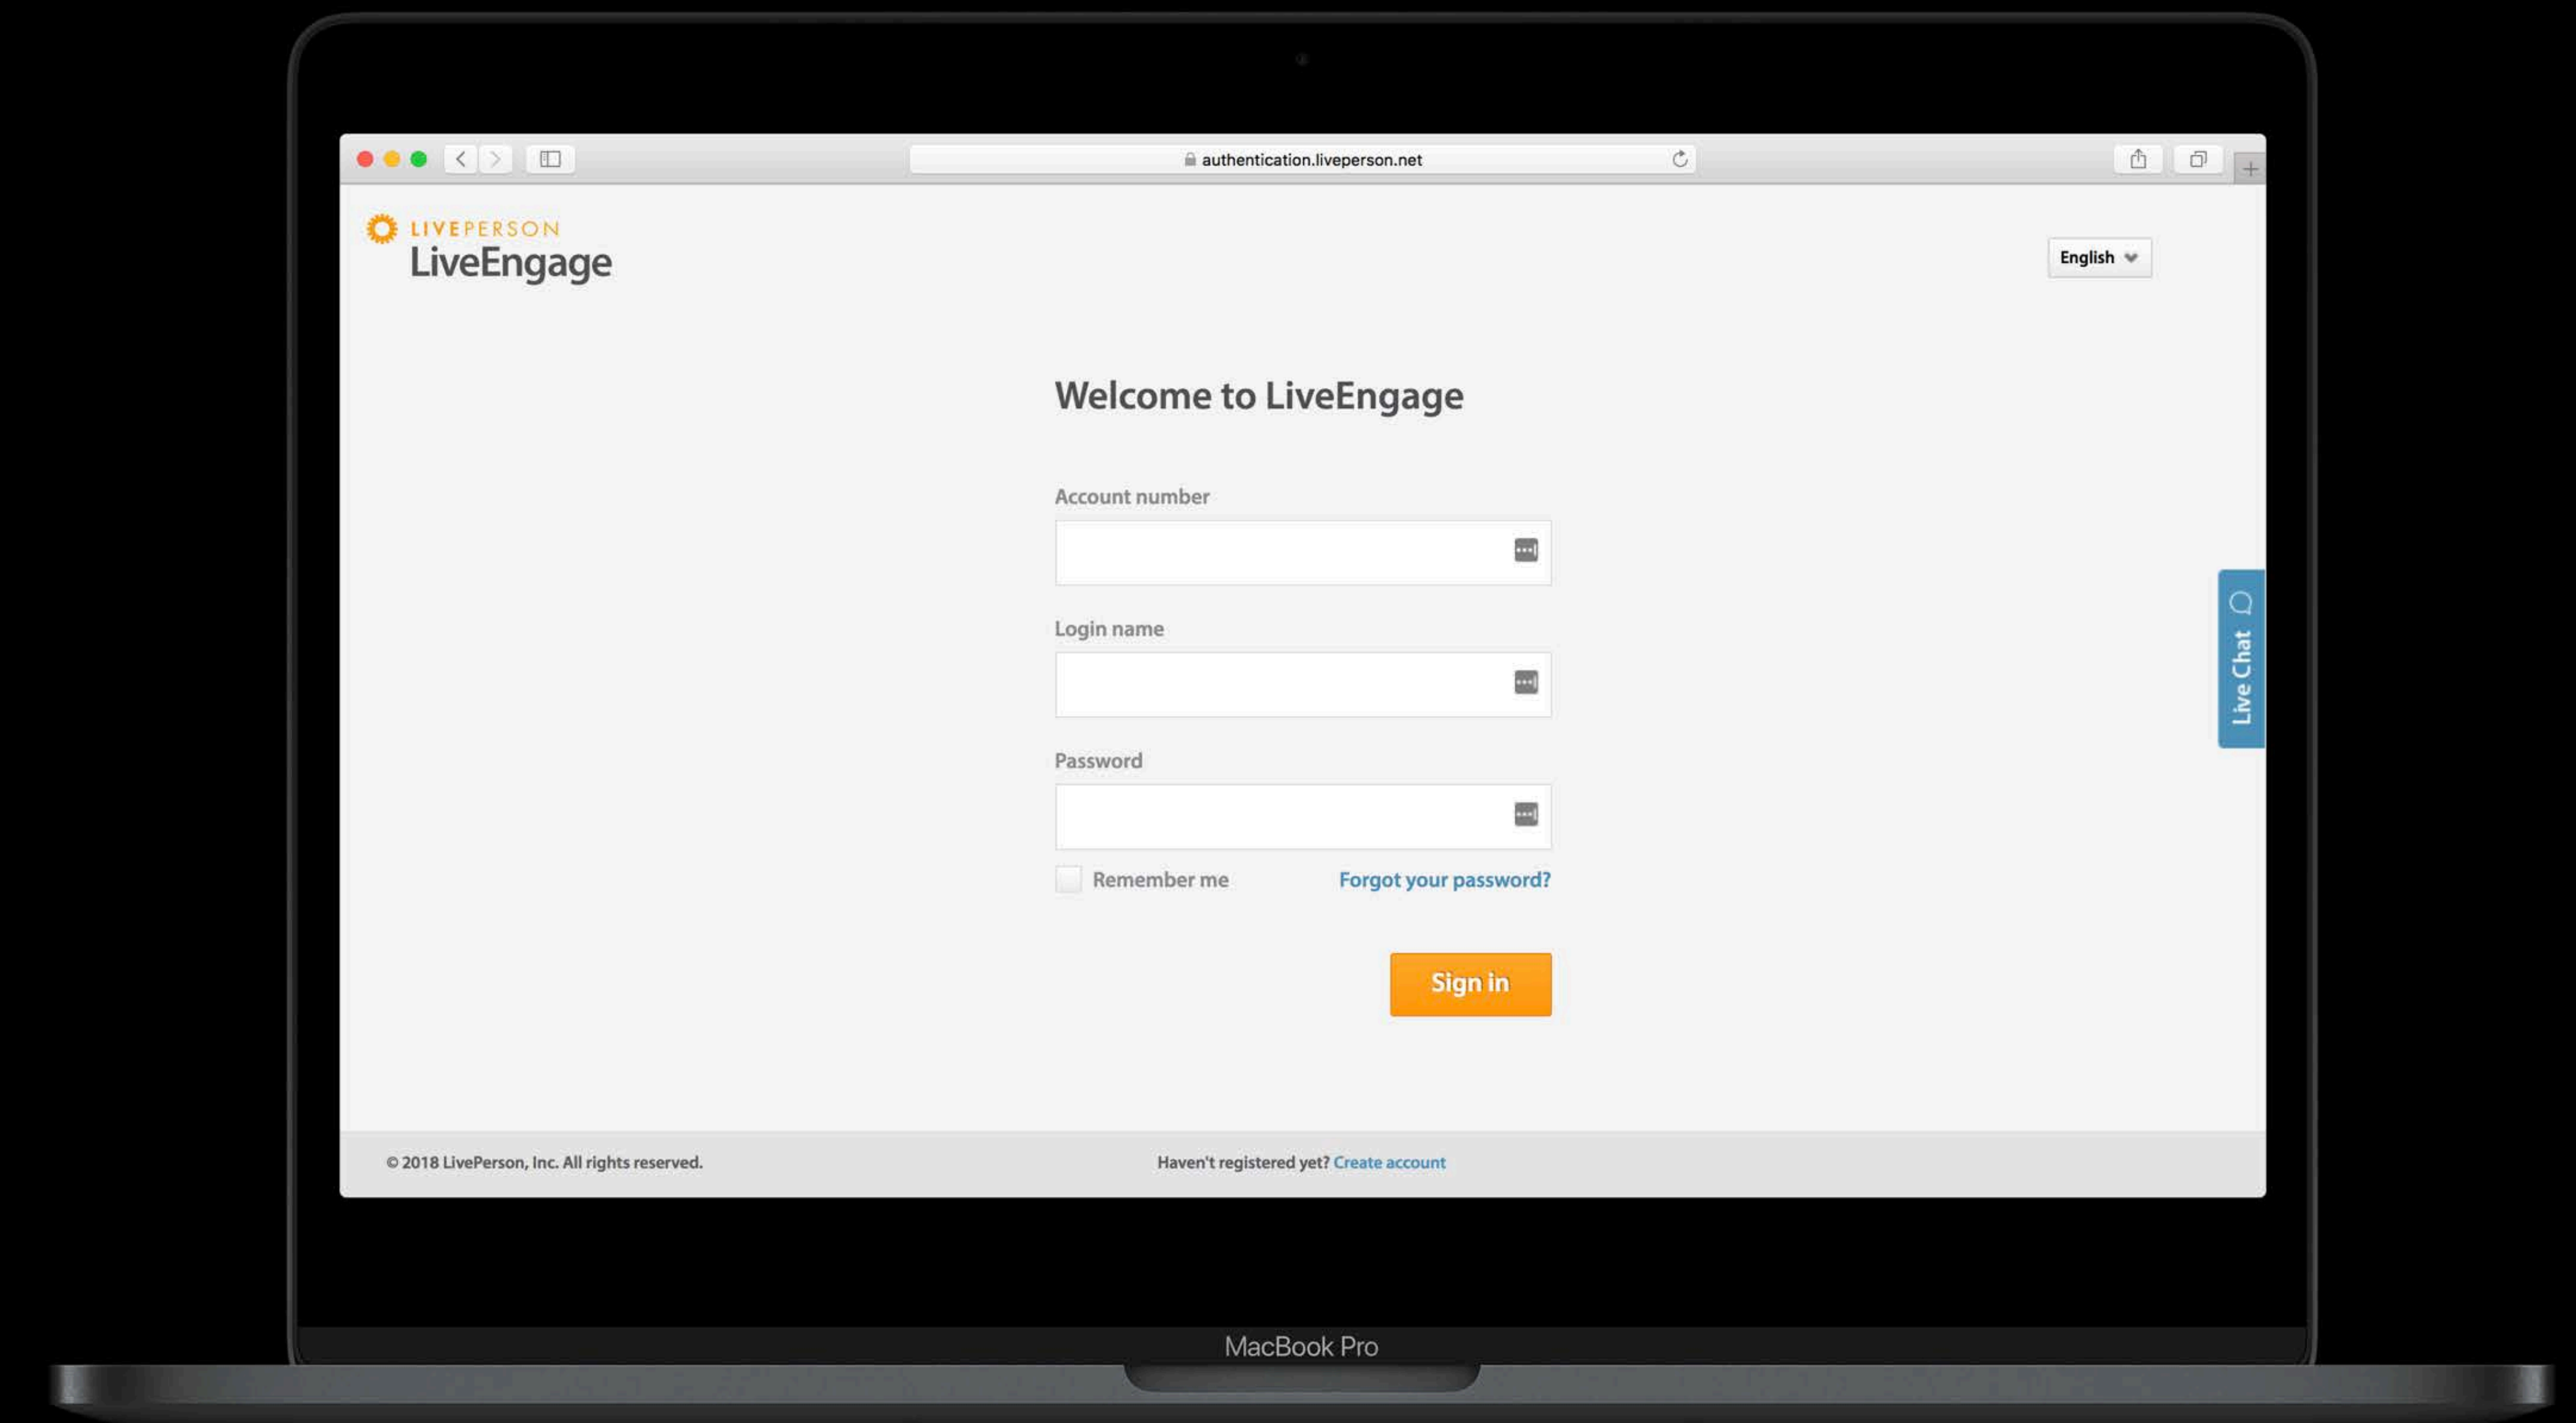 authentication.liveperson.net
LIVEPERSON
LiveEngage
English
Welcome to LiveEngage
Account number
Login name
Live Chat
Password
Remember me
Forgot your password?
Sign in
© 2018 LivePerson, Inc. All rights reserved.
Haven't registered yet? Create account
MacBook Pro